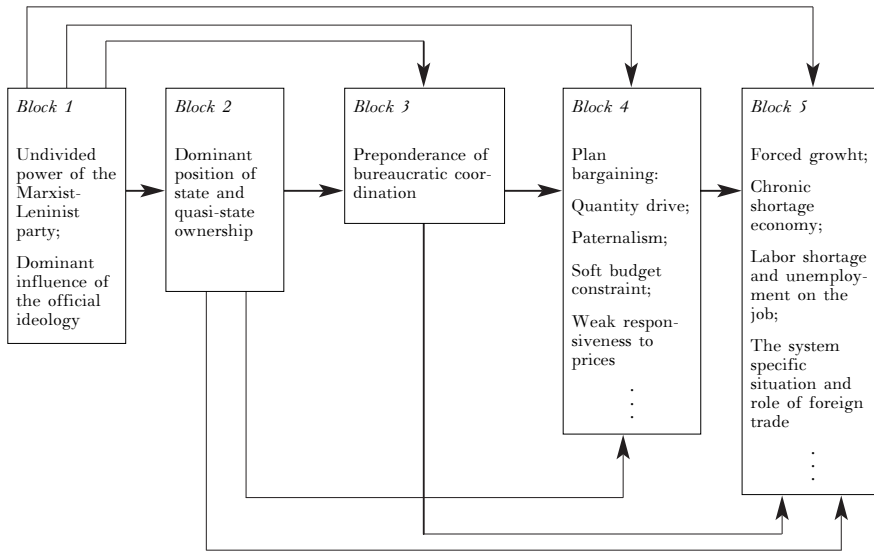 Block 1
Undivided
power of the
Marxist-
Leninist
party;
Dominant
influence of
the official
ideology
Block 2
Dominant
position of
state and
quasi-state
ownership
Block 3
Preponderance of
bureaucratic coor-
dination
Block 4
Plan
bargaining:
Quantity drive;
Paternalism;
Soft budget
constraint;
Weak respon-
siveness to
prices
Block 5
Forced growht;
Chronic
shortage
economy;
Labor shortage
and unemploy-
ment on the
job;
The system
specific
situation and
role of foreign
trade